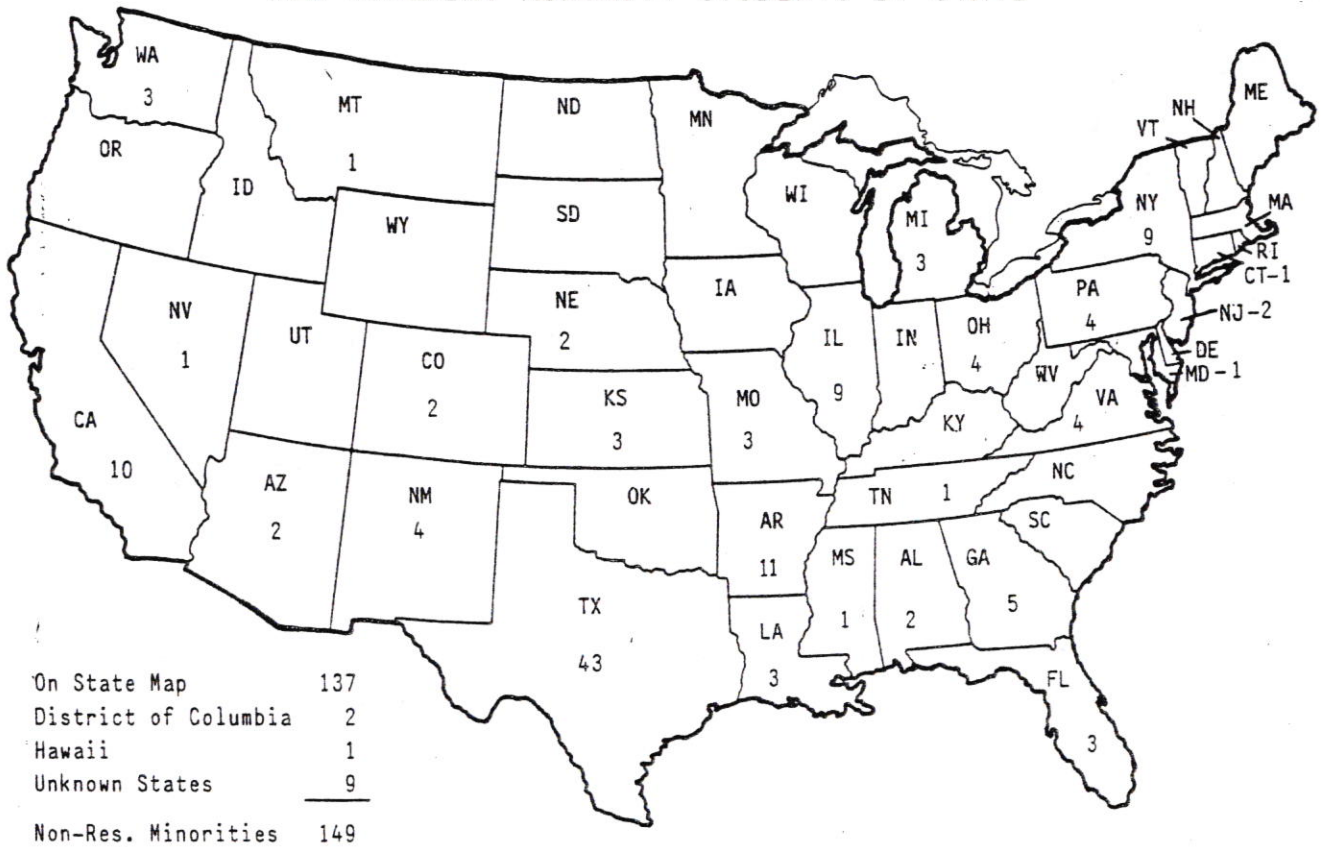 WA
3
MT
1
ND
MN
OR
ID
WY
SD
WI
MI
3
VT
NH
ME
NY
9
MA
RI
CT-1
NV
1
UT
CO
2
NE
2
IA
IL
9
IN
OH
4
PA
4
NJ-2
DE
MD-1
WV
VA
4
CA
10
KS
3
MO
3
KY
AZ
2
NM
4
OK
AR
11
TN 1
NC
SC
TX
43
LA
3
MS
1
AL
2
GA
5
FL
3
On State Map 137
District of Columbia 2
Hawaii 1
Unknown States 9
Non-Res. Minorities 149